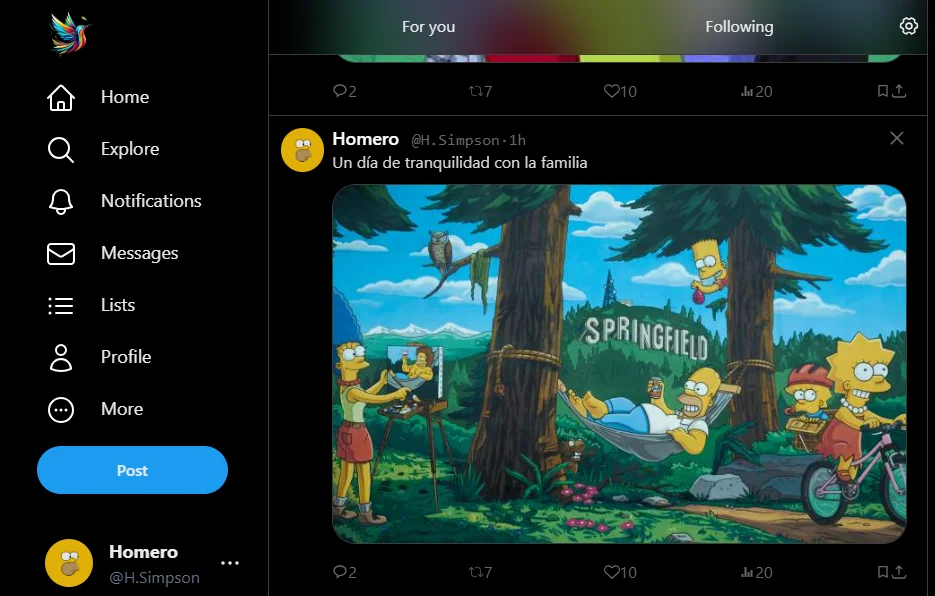 For you
Following
2
7
10
20
Home
Explore
Notifications
Messages
Lists
Profile
More
Post
Homero
@H.Simpson
Homero @H.Simpson·1h
Un día de tranquilidad con la familia
SPRINGFIELD
2
7
10
20